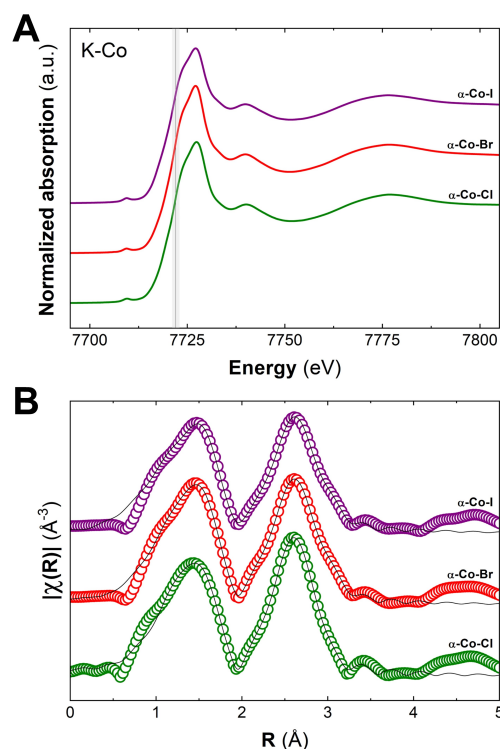 A
K-Co
Normalized absorption (a.u.)
α-Co-I
α-Co-Br
α-Co-Cl
7700 7725 7750 7775 7800
Energy (eV)
B
|χ(R)| (Å-3)
α-Co-I
α-Co-Br
α-Co-Cl
0 1 2 3 4 5
R (Å)